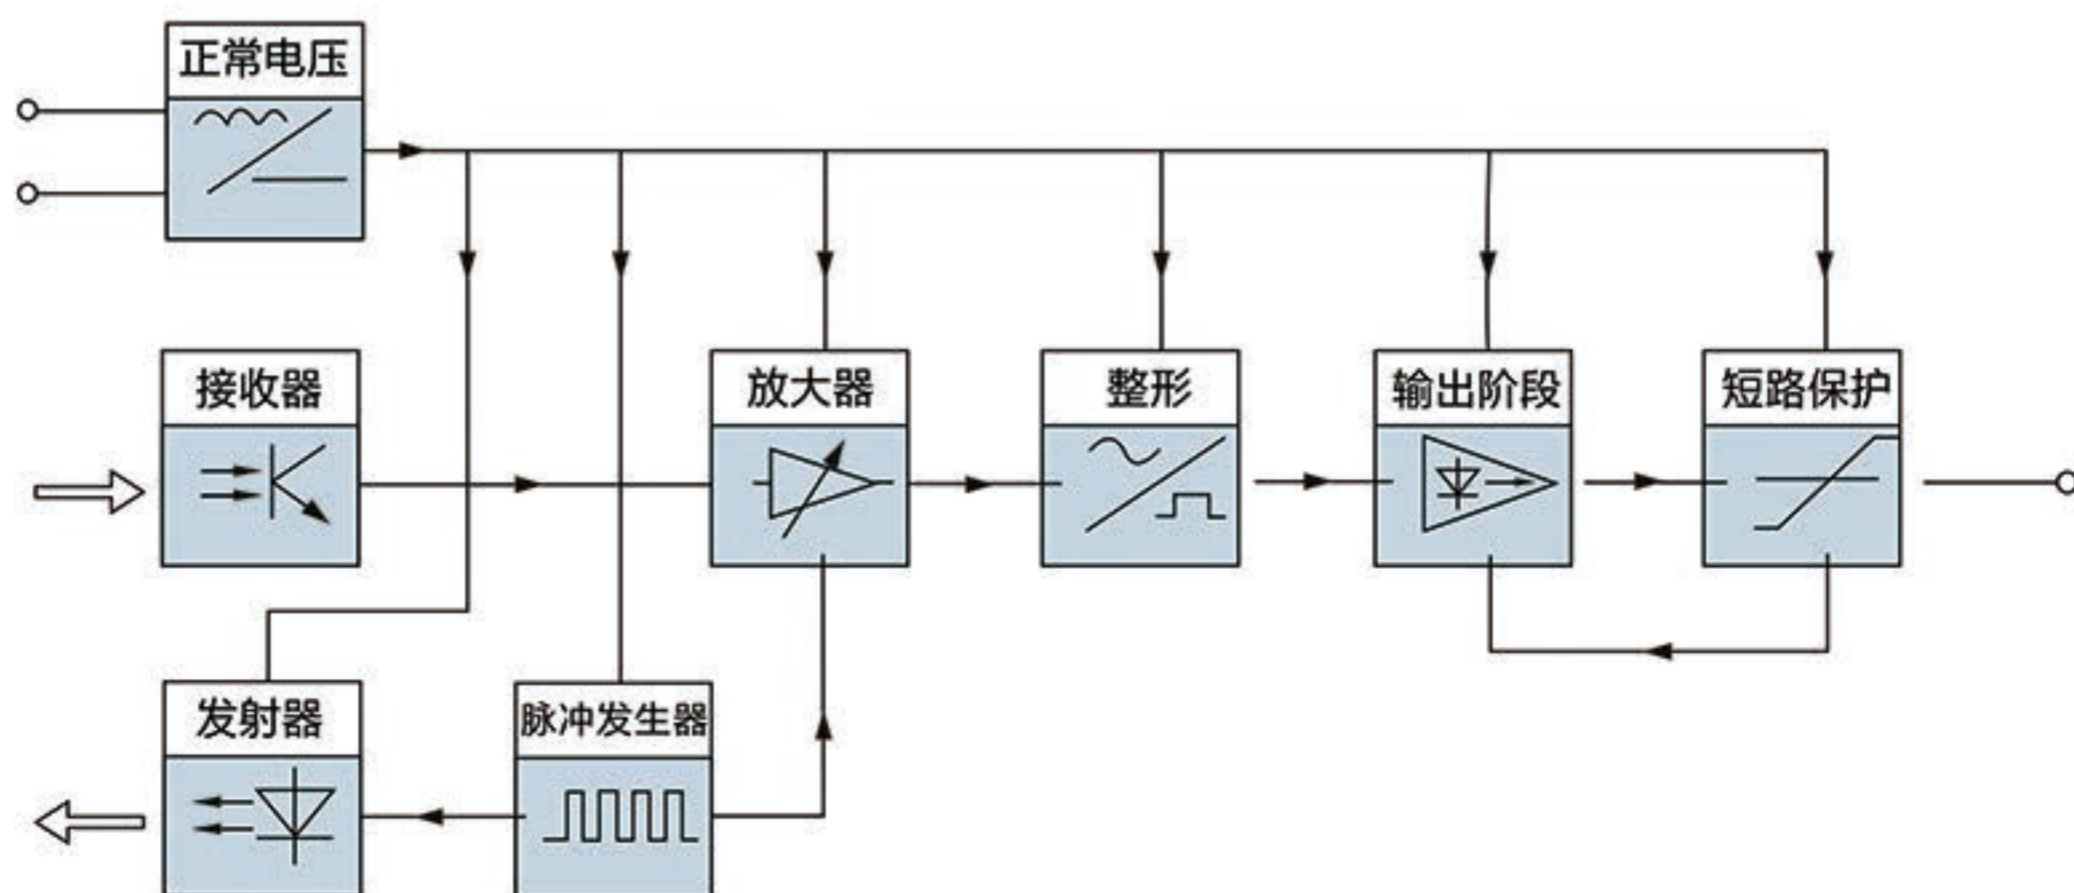 正常电压
接收器
放大器
整形
输出阶段
短路保护
发射器
脉冲发生器